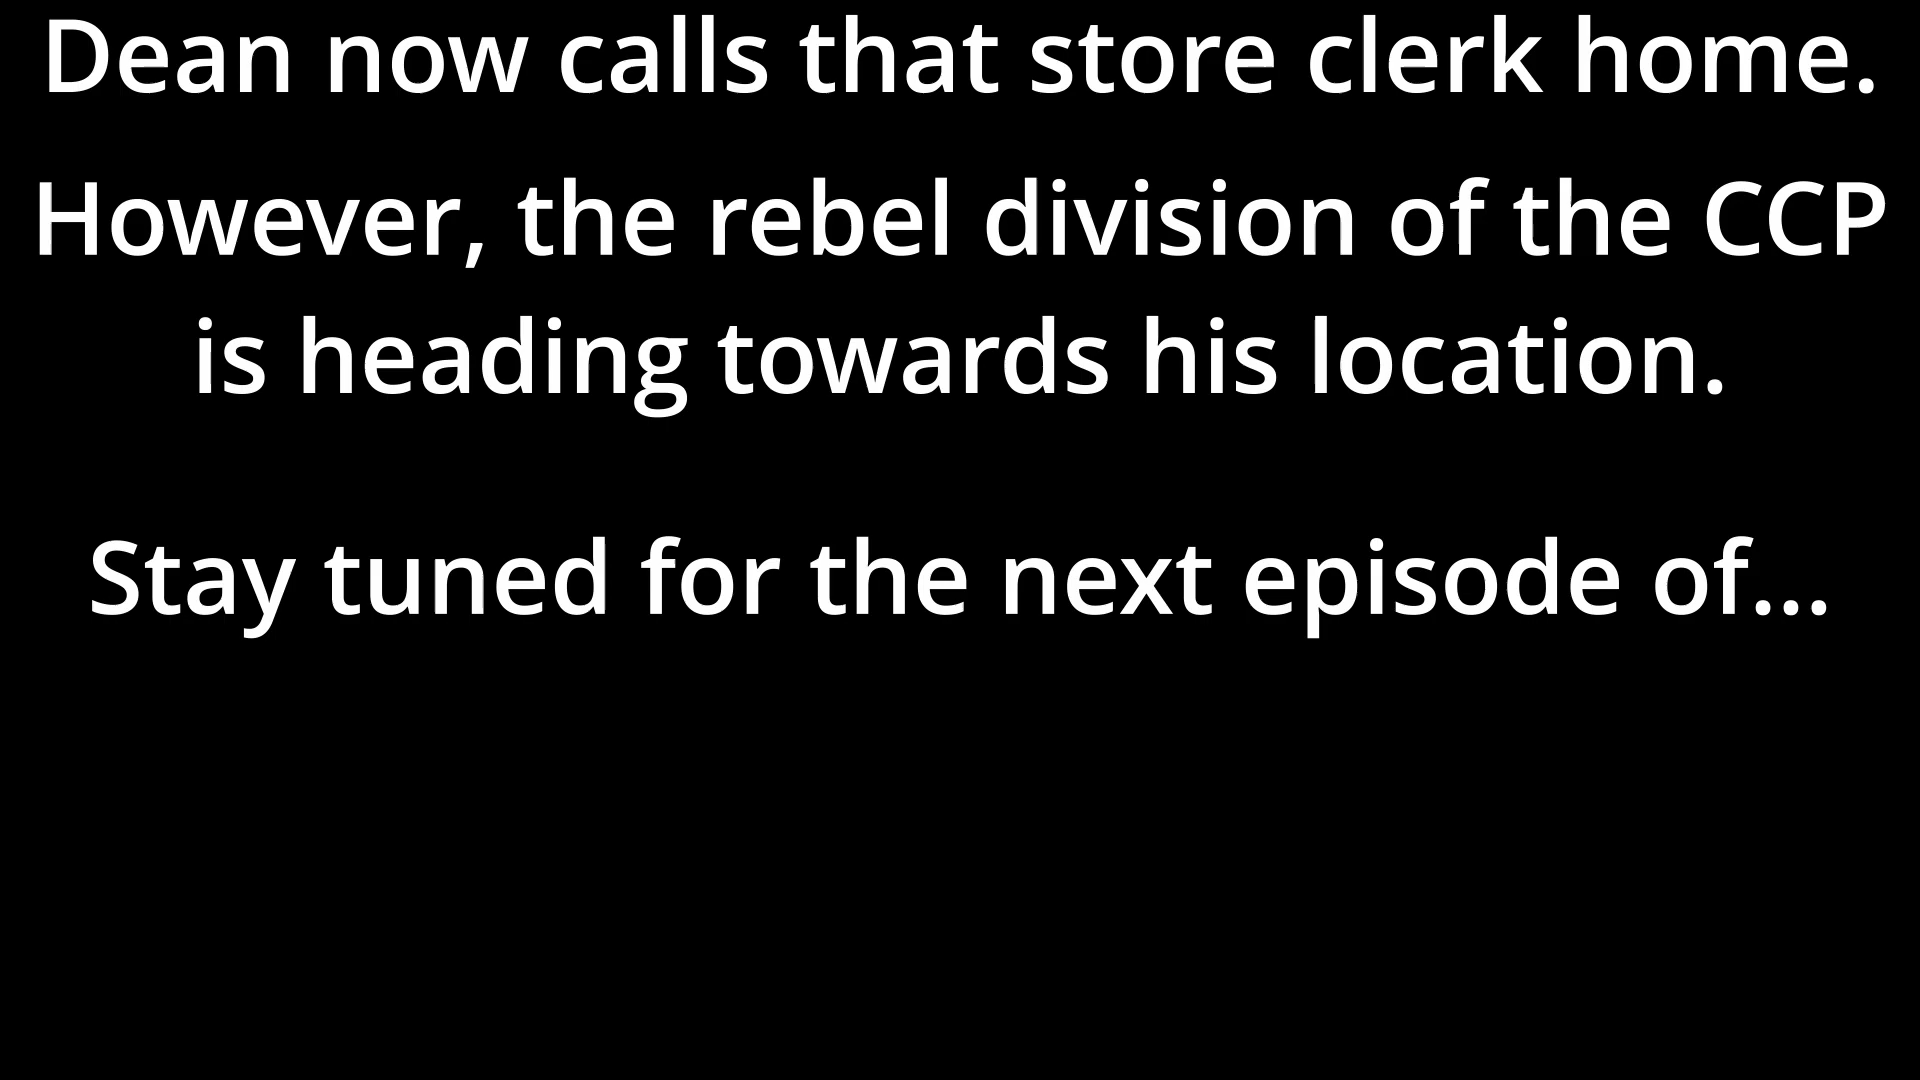 Dean now calls that store clerk home.
However, the rebel division of the CCP
is heading towards his location.
Stay tuned for the next episode of...